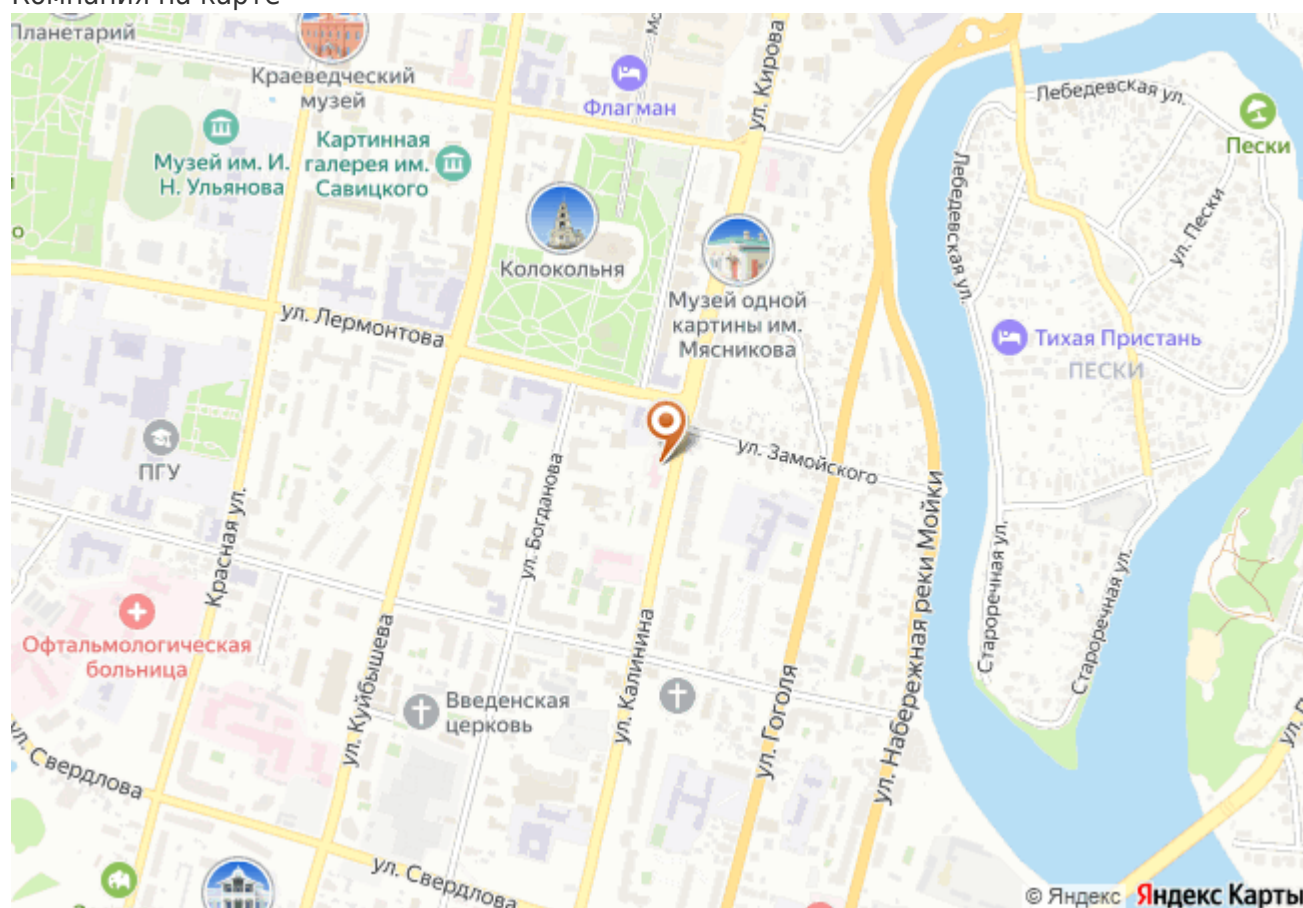 Компания на карте
Планетарий
Краеведческий
музей
Флагман
ул. Кирова
Лебедевская ул.
Пески
Музей им. И.
Н. Ульянова
Картинная
галерея им.
Савицкого
Лебедевская ул.
ул. Пески
Колокольня
Музей одной
картины им.
Мясникова
ул. Лермонтова
Тихая Пристань
ПЕСКИ
ПГУ
ул. Замойского
ул. Богданова
Красная ул.
Староречная ул.
Староречная ул.
ул. Набережная реки Мойки
Офтальмологическая
больница
ул. Куйбышева
ул. Калинина
ул. Гоголя
Введенская
церковь
ул. Свердлова
ул. Свердлова
© Яндекс Яндекс Карты